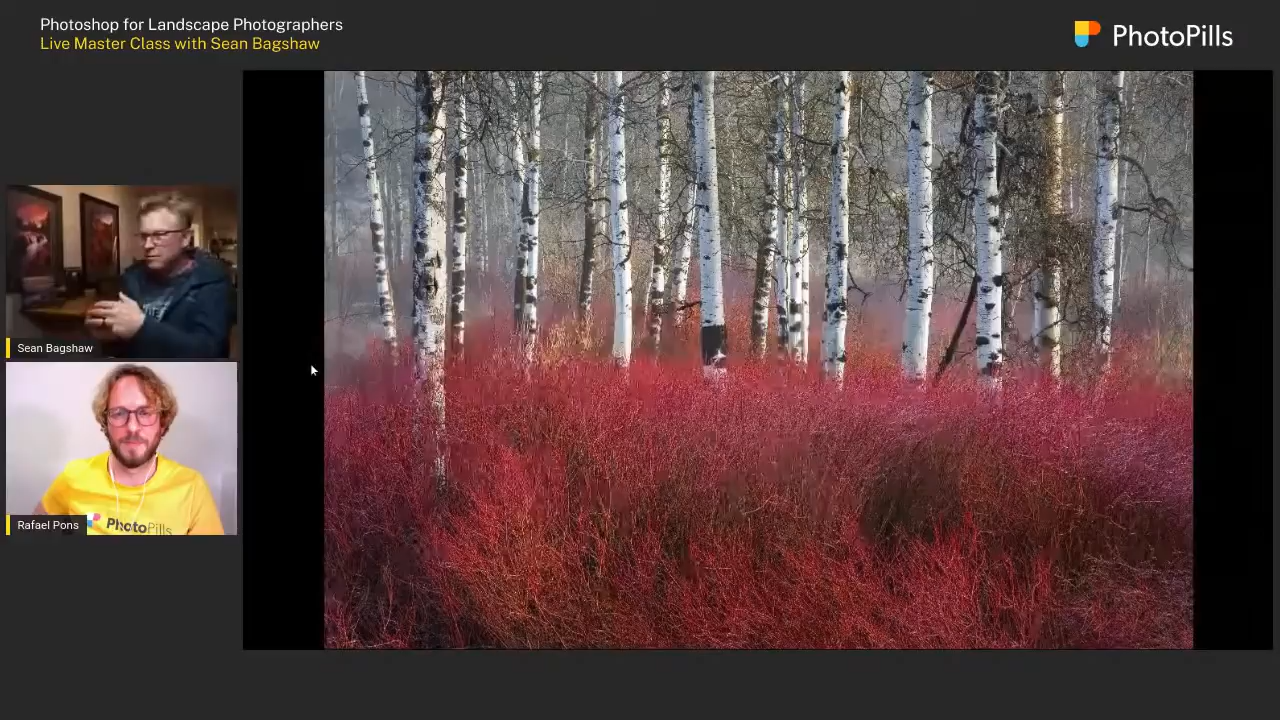 Photoshop for Landscape Photographers
Live Master Class with Sean Bagshaw
PhotoPills
Sean Bagshaw
PhotoPills
Rafael Pons